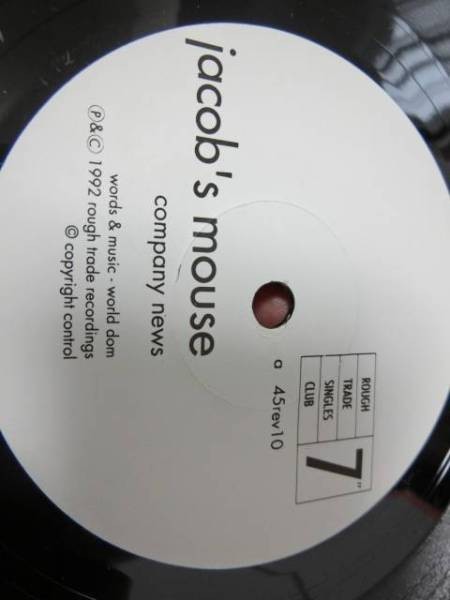 ROUGH
TRADE
SINGLES
CLUB
7"
a 45rev10
jacob's mouse
company news
words & music - world dom
℗&© 1992 rough trade recordings
© copyright control